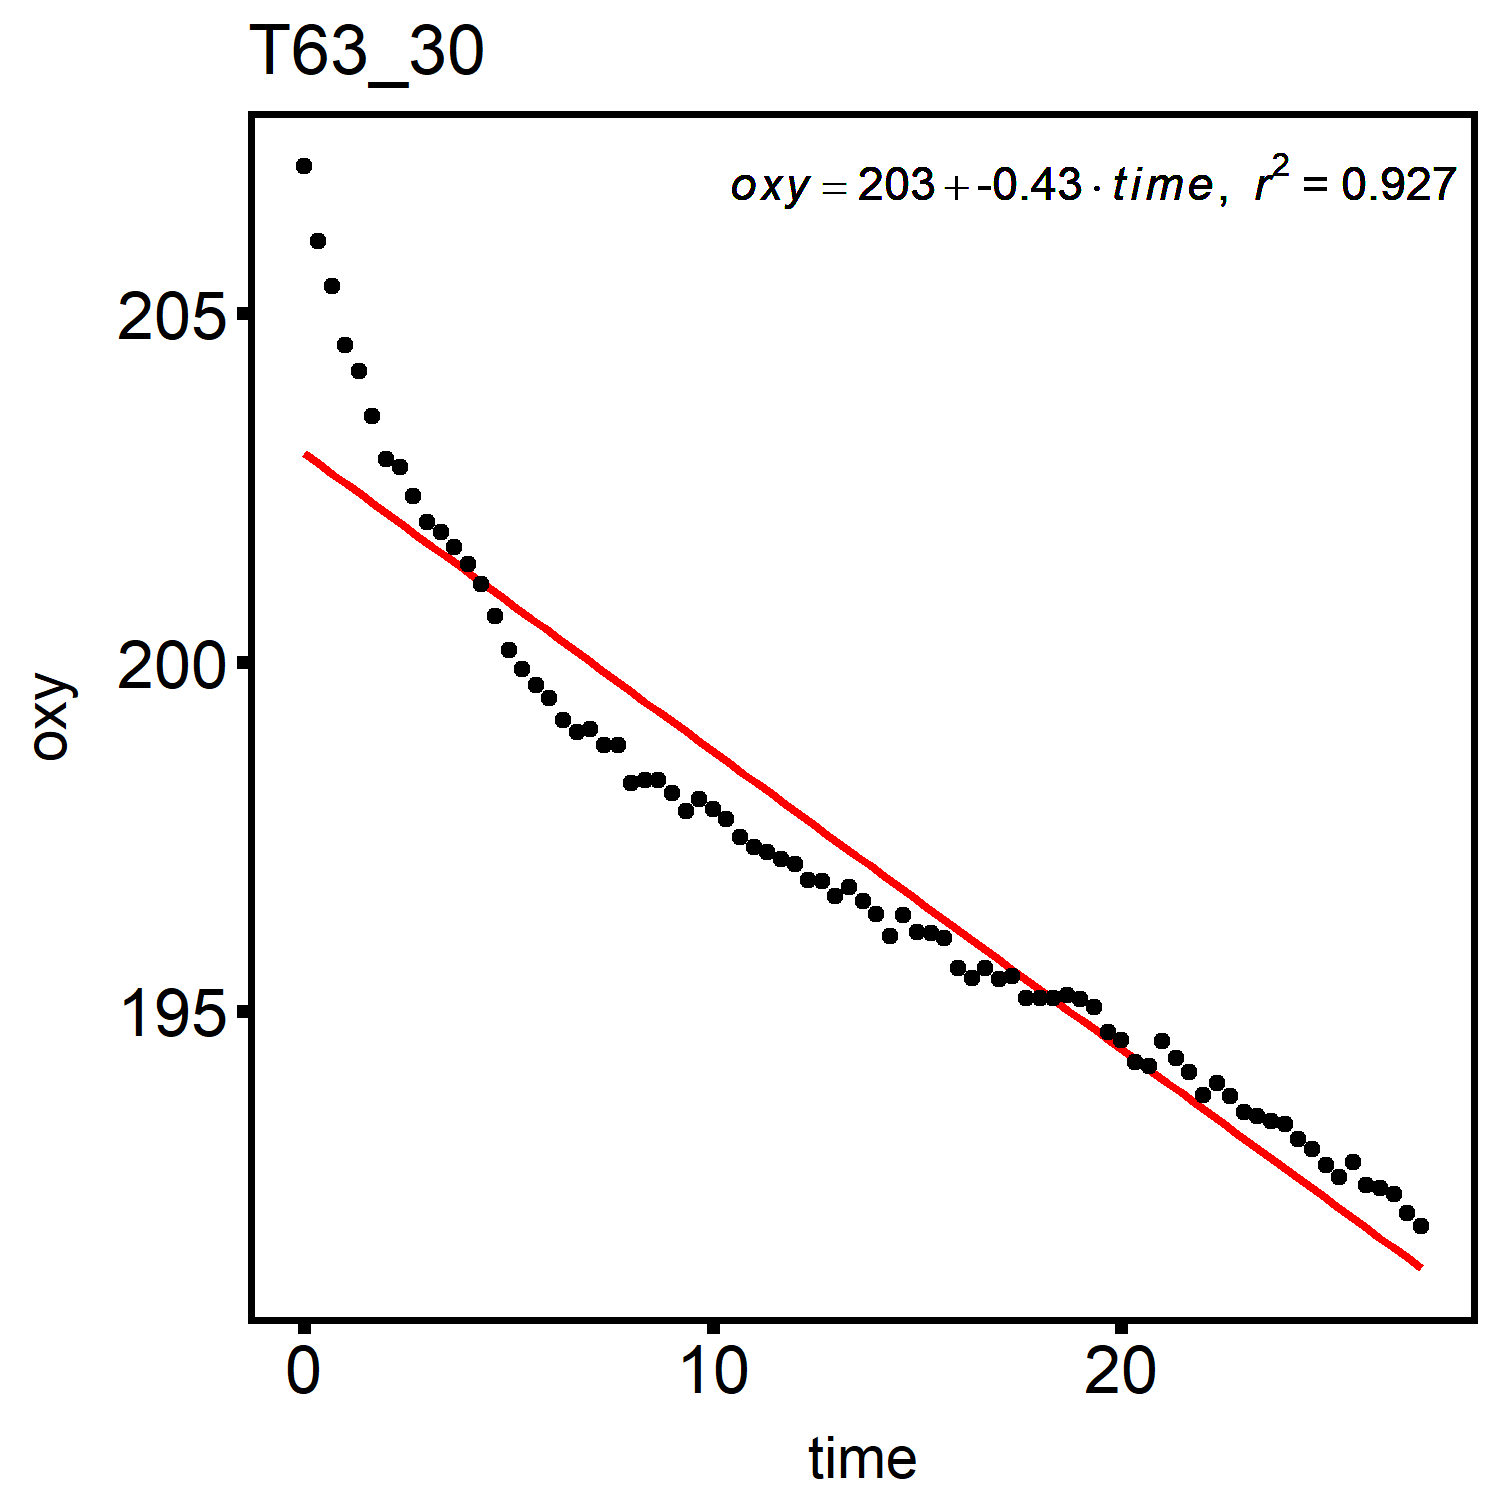 T63_30
oxy = 203 + -0.43 · time, r² = 0.927
205
200
195
oxy
0 10 20
time